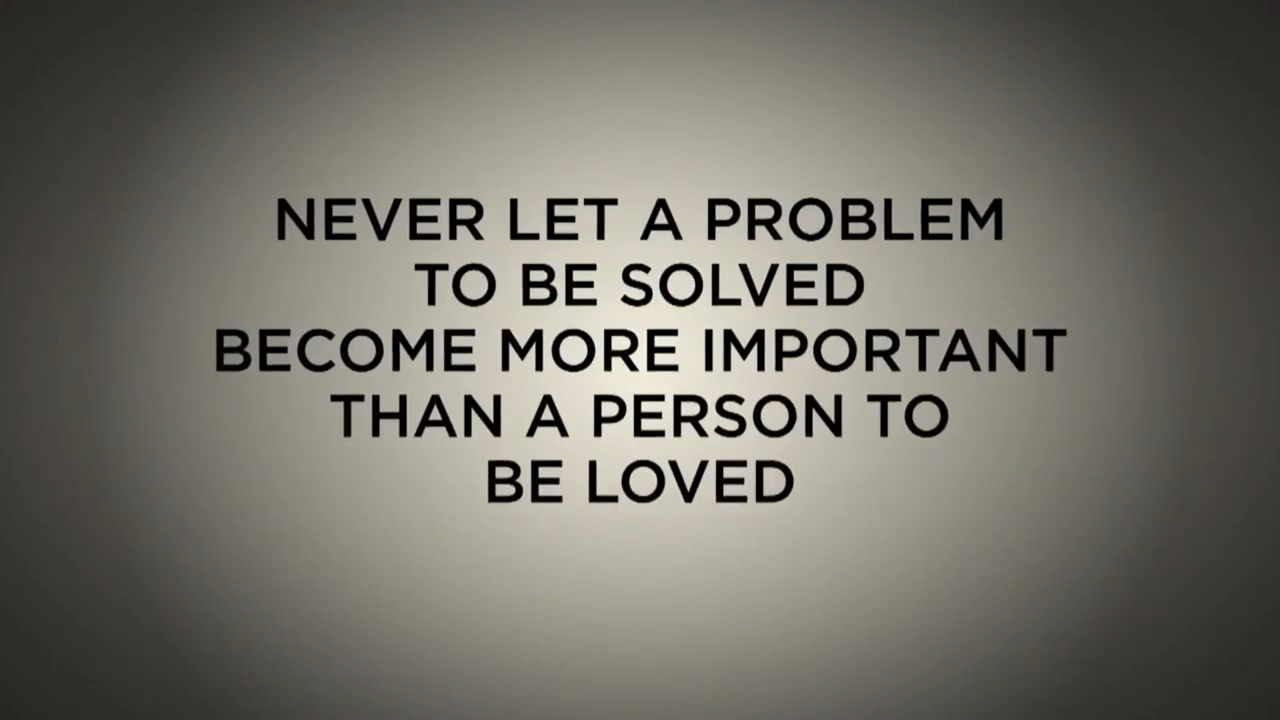 NEVER LET A PROBLEM
TO BE SOLVED
BECOME MORE IMPORTANT
THAN A PERSON TO
BE LOVED